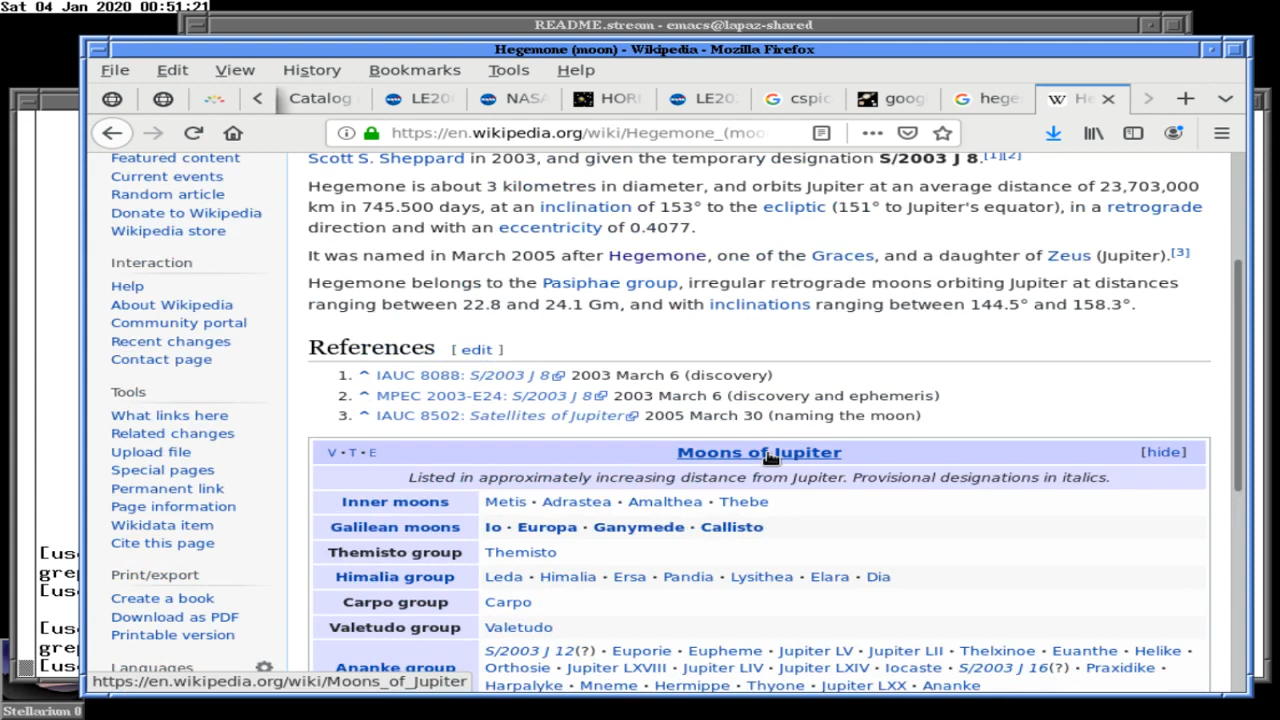 Sat 04 Jan 2020 00:51:21
README.stream - emacs@lapaz-shared
Hegemone (moon) - Wikipedia - Mozilla Firefox
File Edit View History Bookmarks Tools Help
Catalog LE20 NASA HORI LE20 cspic goog hege He
https://en.wikipedia.org/wiki/Hegemone_(moo
Featured content
Current events
Random article
Donate to Wikipedia
Wikipedia store
Interaction
Help
About Wikipedia
Community portal
Recent changes
Contact page
Tools
What links here
Related changes
Upload file
Special pages
Permanent link
Page information
Wikidata item
Cite this page
Print/export
Create a book
Download as PDF
Printable version
Languages
Scott S. Sheppard in 2003, and given the temporary designation S/2003 J 8.[1][2]
Hegemone is about 3 kilometres in diameter, and orbits Jupiter at an average distance of 23,703,000
km in 745.500 days, at an inclination of 153° to the ecliptic (151° to Jupiter's equator), in a retrograde
direction and with an eccentricity of 0.4077.
It was named in March 2005 after Hegemone, one of the Graces, and a daughter of Zeus (Jupiter).[3]
Hegemone belongs to the Pasiphae group, irregular retrograde moons orbiting Jupiter at distances
ranging between 22.8 and 24.1 Gm, and with inclinations ranging between 144.5° and 158.3°.
References [ edit ]
1. ^ IAUC 8088: S/2003 J 8 2003 March 6 (discovery)
2. ^ MPEC 2003-E24: S/2003 J 8 2003 March 6 (discovery and ephemeris)
3. ^ IAUC 8502: Satellites of Jupiter 2005 March 30 (naming the moon)
V · T · E Moons of Jupiter [hide]
Listed in approximately increasing distance from Jupiter. Provisional designations in italics.
Inner moons Metis · Adrastea · Amalthea · Thebe
Galilean moons Io · Europa · Ganymede · Callisto
Themisto group Themisto
Himalia group Leda · Himalia · Ersa · Pandia · Lysithea · Elara · Dia
Carpo group Carpo
Valetudo group Valetudo
Ananke group S/2003 J 12(?) · Euporie · Eupheme · Jupiter LV · Jupiter LII · Thelxinoe · Euanthe · Helike ·
Orthosie · Jupiter LXVIII · Jupiter LIV · Jupiter LXIV · Iocaste · S/2003 J 16(?) · Praxidike ·
Harpalyke · Mneme · Hermippe · Thyone · Jupiter LXX · Ananke
https://en.wikipedia.org/wiki/Moons_of_Jupiter
[use
grep
[use
[use
grep
[use
Stellarium 0